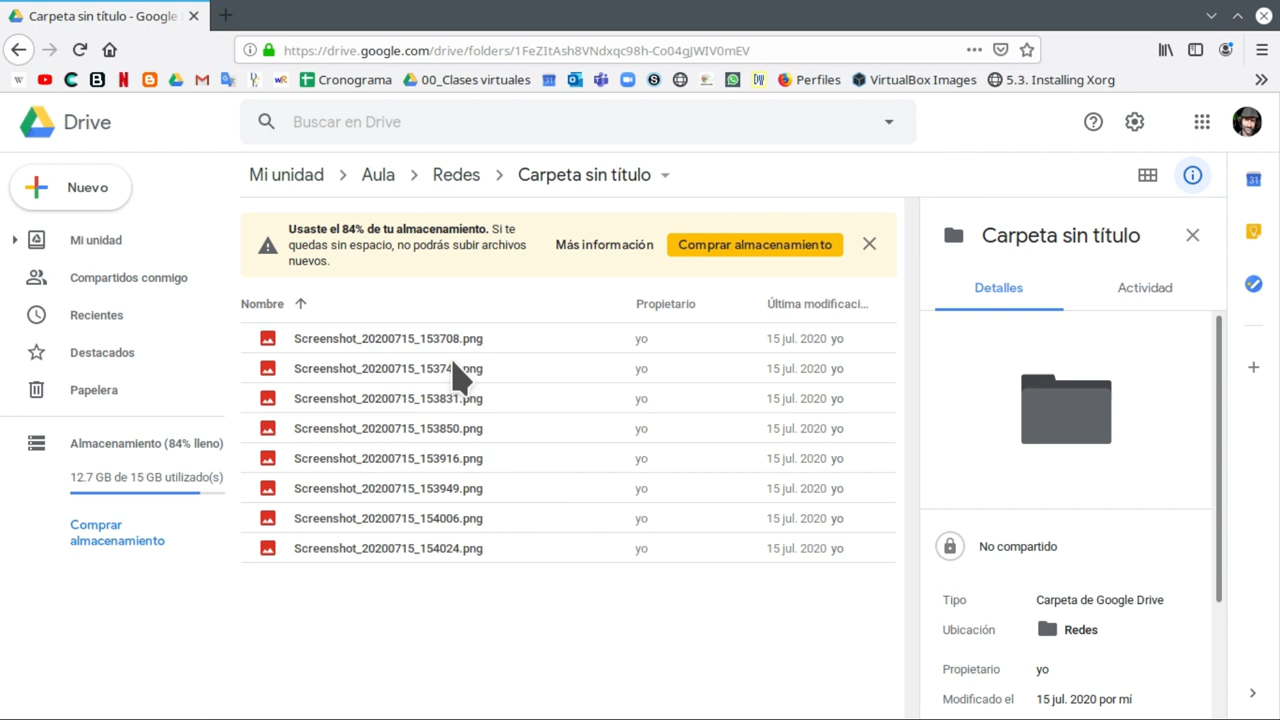 Carpeta sin título - Google
https://drive.google.com/drive/folders/1FeZItAsh8VNdxqc98h-Co04gJWIV0mEV
Cronograma
00_Clases virtuales
Perfiles
VirtualBox Images
5.3. Installing Xorg
Drive
Buscar en Drive
Nuevo
Mi unidad
Compartidos conmigo
Recientes
Destacados
Papelera
Almacenamiento (84% lleno)
12.7 GB de 15 GB utilizado(s)
Comprar
almacenamiento
Mi unidad > Aula > Redes > Carpeta sin título
Usaste el 84% de tu almacenamiento. Si te
quedas sin espacio, no podrás subir archivos
nuevos.
Más información
Comprar almacenamiento
Nombre Propietario Última modificaci...
Screenshot_20200715_153708.png yo 15 jul. 2020 yo
yo 15 jul. 2020 yo
Screenshot_20200715_153831.png yo 15 jul. 2020 yo
Screenshot_20200715_153850.png yo 15 jul. 2020 yo
Screenshot_20200715_153916.png yo 15 jul. 2020 yo
Screenshot_20200715_153949.png yo 15 jul. 2020 yo
Screenshot_20200715_154006.png yo 15 jul. 2020 yo
Screenshot_20200715_154024.png yo 15 jul. 2020 yo
Carpeta sin título
Detalles
Actividad
No compartido
Tipo Carpeta de Google Drive
Ubicación Redes
Propietario yo
Modificado el 15 jul. 2020 por mí